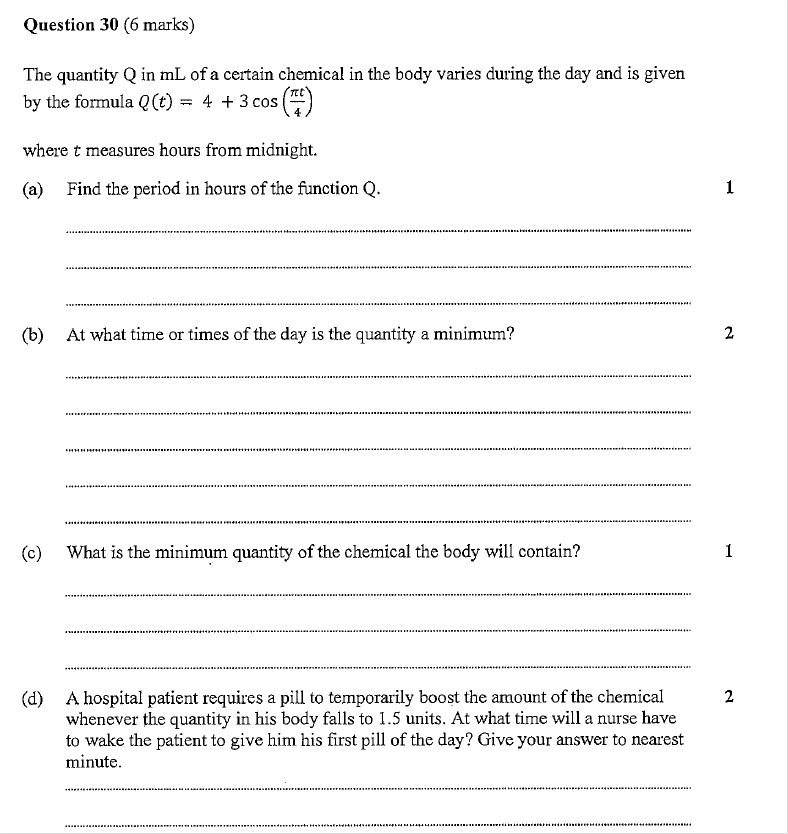 Question 30 (6 marks)
The quantity Q in mL of a certain chemical in the body varies during the day and is given
by the formula Q(t) = 4 + 3 cos (πt/4)
where t measures hours from midnight.
(a) Find the period in hours of the function Q. 1
(b) At what time or times of the day is the quantity a minimum? 2
(c) What is the minimum quantity of the chemical the body will contain? 1
(d) A hospital patient requires a pill to temporarily boost the amount of the chemical 2
whenever the quantity in his body falls to 1.5 units. At what time will a nurse have
to wake the patient to give him his first pill of the day? Give your answer to nearest
minute.